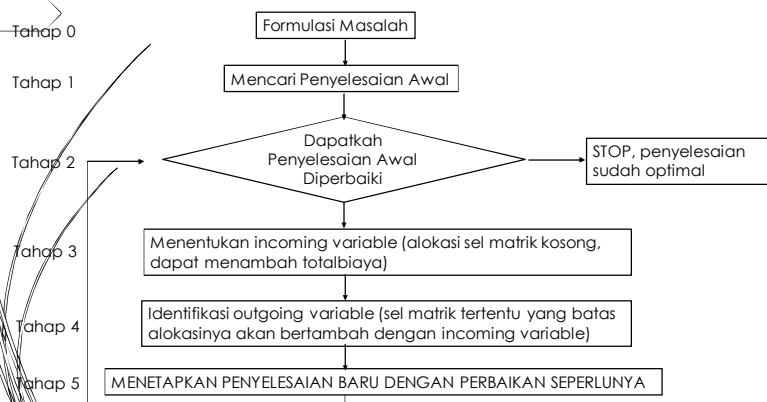 Tahap 0
Formulasi Masalah
Tahap 1
Mencari Penyelesaian Awal
Tahap 2
Dapatkah
Penyelesaian Awal
Diperbaiki
STOP, penyelesaian
sudah optimal
Tahap 3
Menentukan incoming variable (alokasi sel matrik kosong,
dapat menambah totalbiaya)
Tahap 4
Identifikasi outgoing variable (sel matrik tertentu yang batas
alokasinya akan bertambah dengan incoming variable)
Tahap 5
MENETAPKAN PENYELESAIAN BARU DENGAN PERBAIKAN SEPERLUNYA